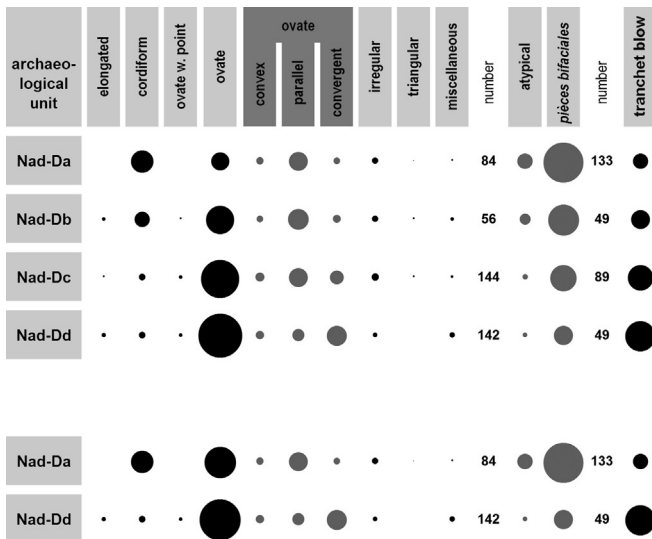 ovate
archaeo-
logical
unit
elongated
cordiform
ovate w. point
ovate
convex
parallel
convergent
irregular
triangular
miscellaneous
number
atypical
pièces bifaciales
number
tranchet blow
Nad-Da 84 133
Nad-Db 56 49
Nad-Dc 144 89
Nad-Dd 142 49
Nad-Da 84 133
Nad-Dd 142 49